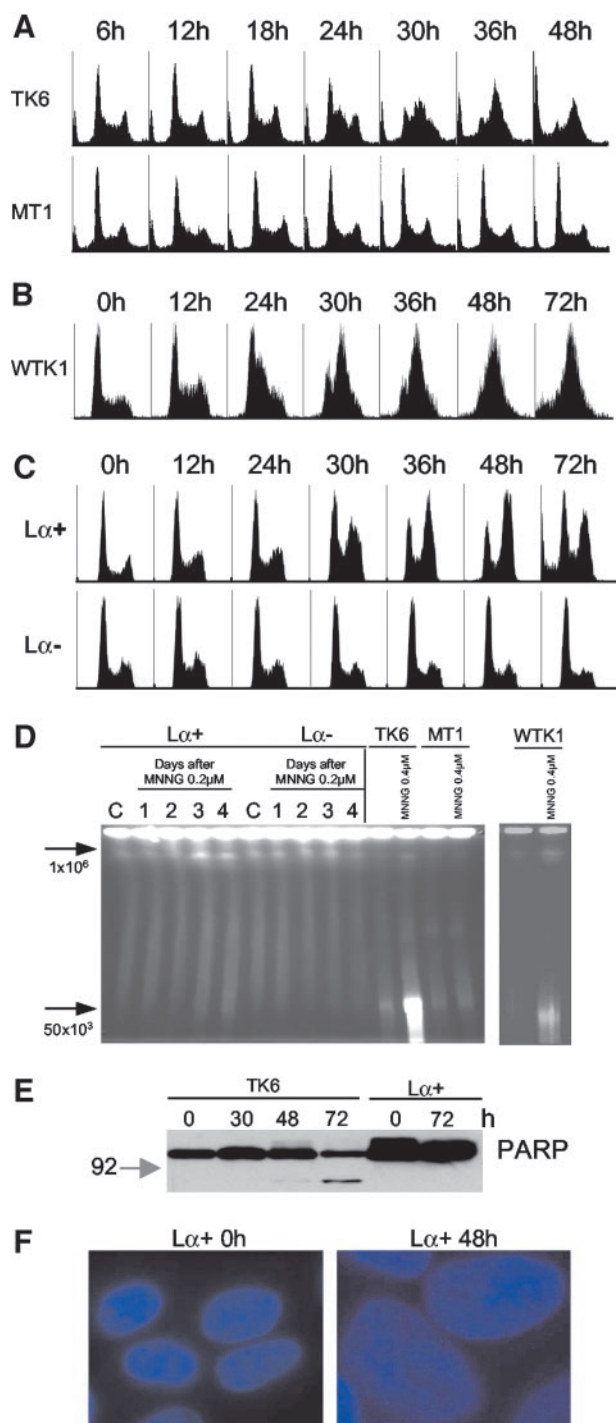 A
6h 12h 18h 24h 30h 36h 48h
TK6
MT1
B
0h 12h 24h 30h 36h 48h 72h
WTK1
C
0h 12h 24h 30h 36h 48h 72h
Lα+
Lα-
D
Lα+ Lα- TK6 MT1 WTK1
Days after MNNG 0.2µM
Days after MNNG 0.2µM
MNNG 0.4µM
MNNG 0.4µM
MNNG 0.4µM
C 1 2 3 4 C 1 2 3 4
1x10⁶
50x10³
E
TK6 Lα+
0 30 48 72 0 72 h
92
PARP
F
Lα+ 0h Lα+ 48h